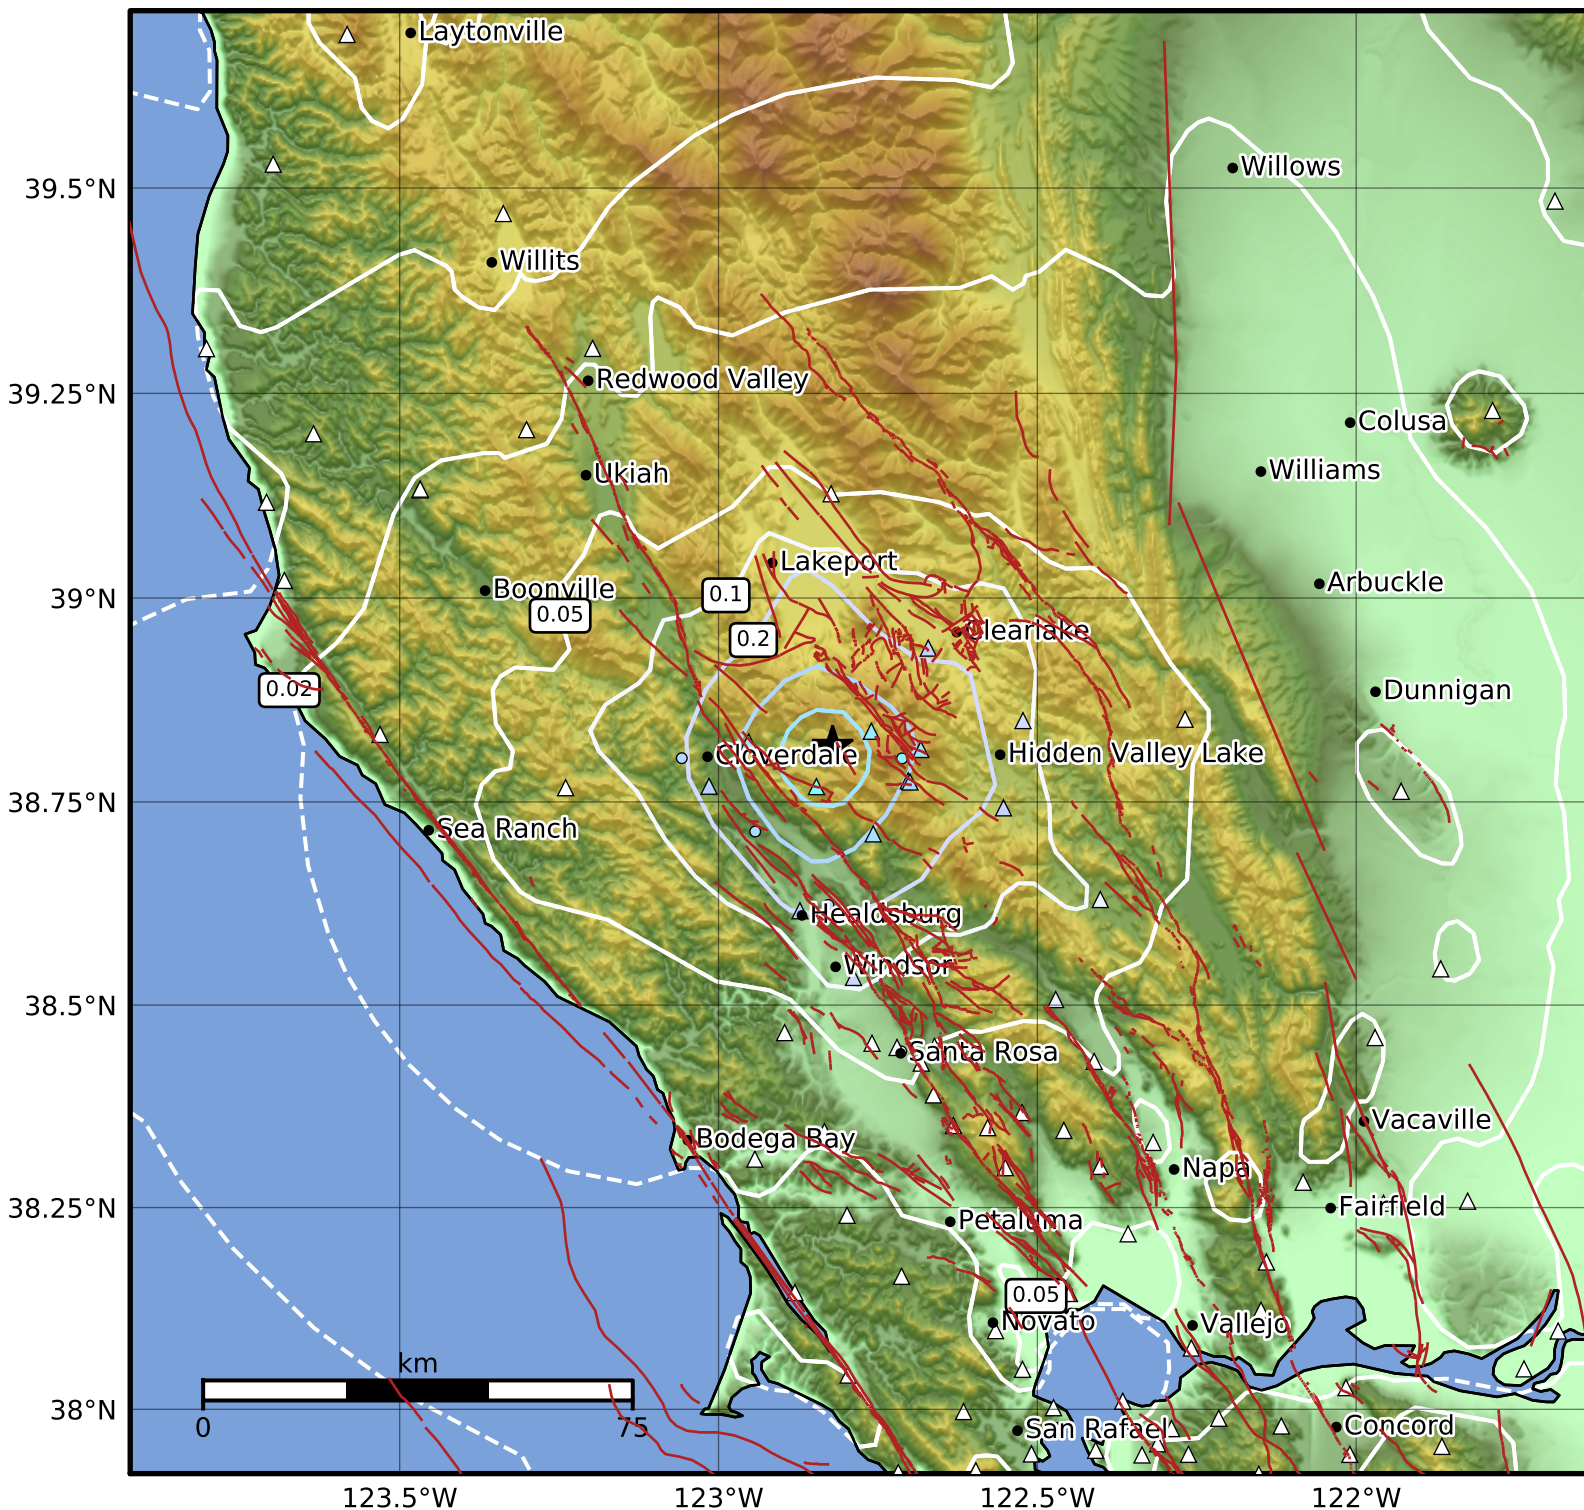 Laytonville
Willows
39.5°N
Willits
Redwood Valley
39.25°N
Colusa
Ukiah
Williams
Lakeport
Arbuckle
Boonville
0.1
39°N
0.05
Clearlake
0.2
0.02
Dunnigan
Cloverdale
Hidden Valley Lake
38.75°N
Sea Ranch
Healdsburg
Windsor
38.5°N
Santa Rosa
Vacaville
Bodega Bay
Napa
38.25°N
Fairfield
Petaluma
0.05
Novato
Vallejo
km
38°N
0
75
San Rafael
Concord
123.5°W
123°W
122.5°W
122°W